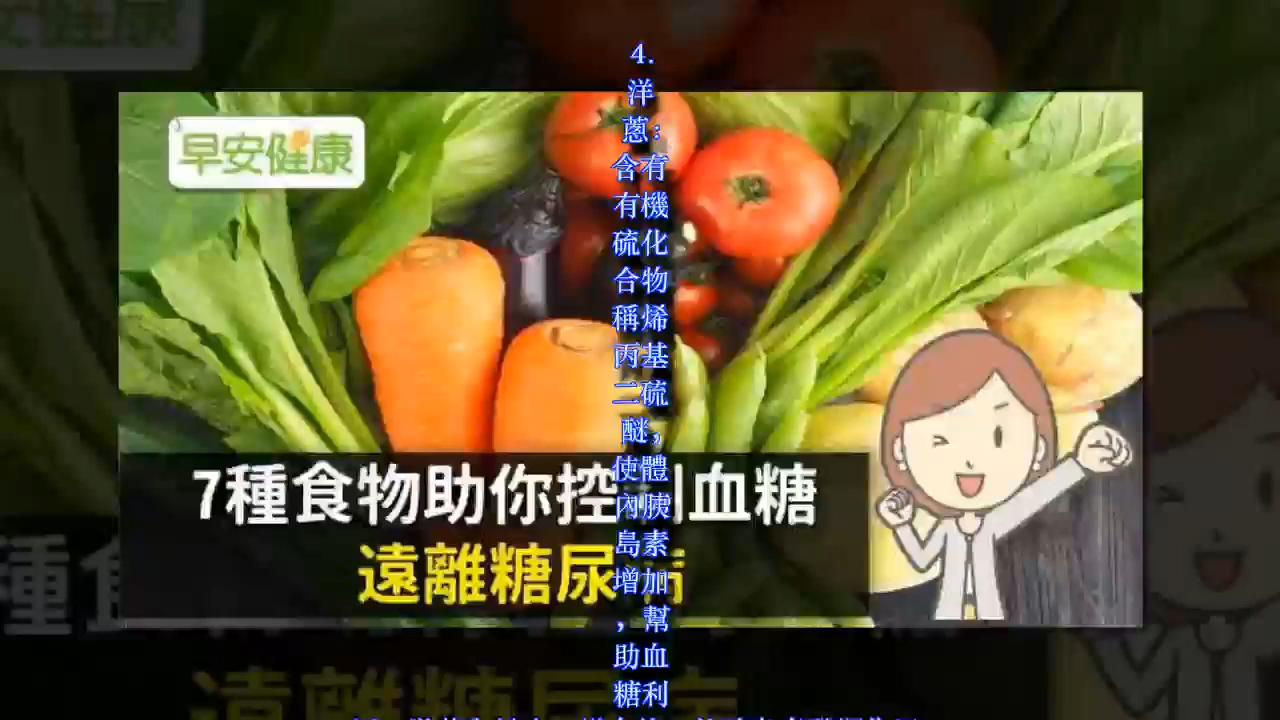 4.
洋
蔥:
含有
有機
硫化
合物
稱烯
丙基
二硫
醚,
使體
內胰
島素
增加
,幫
助血
糖利
早安健康
7種食物助你控制血糖
遠離糖尿病